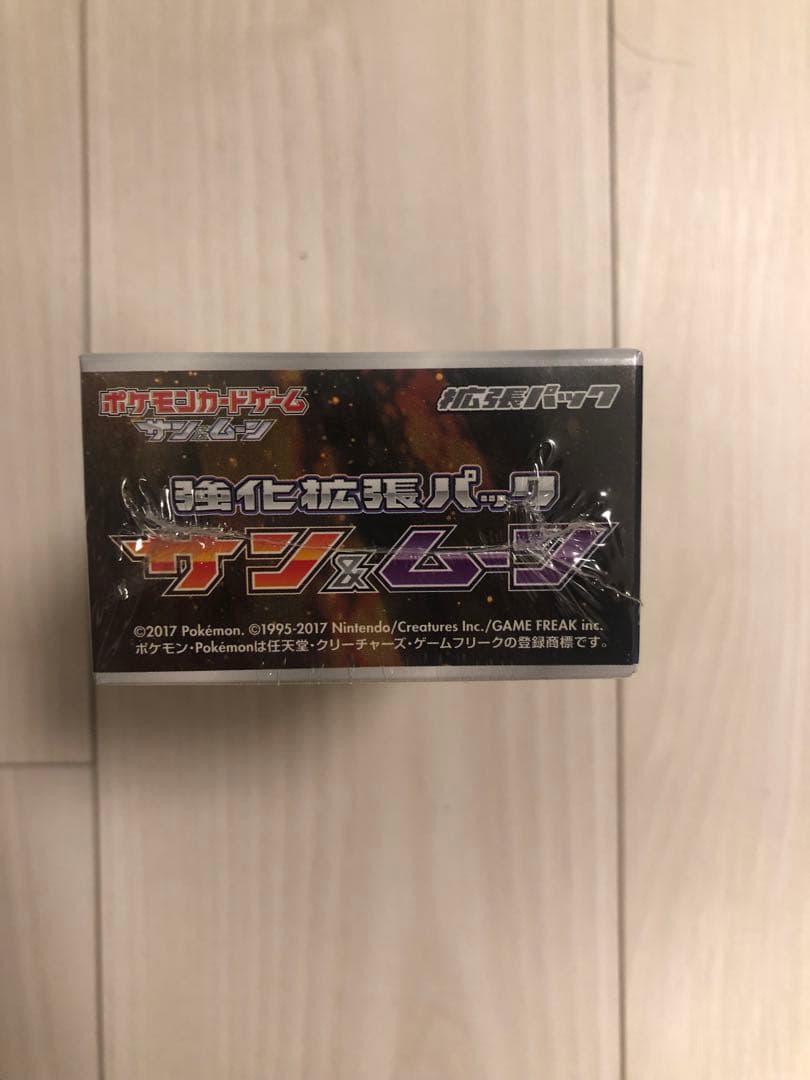 ポケモンカードゲーム
サン&ムーン
拡張パック
強化拡張パック
サン&ムーン
©2017 Pokémon. ©1995-2017 Nintendo/Creatures Inc./GAME FREAK inc.
ポケモン・Pokémonは任天堂・クリーチャーズ・ゲームフリークの登録商標です。